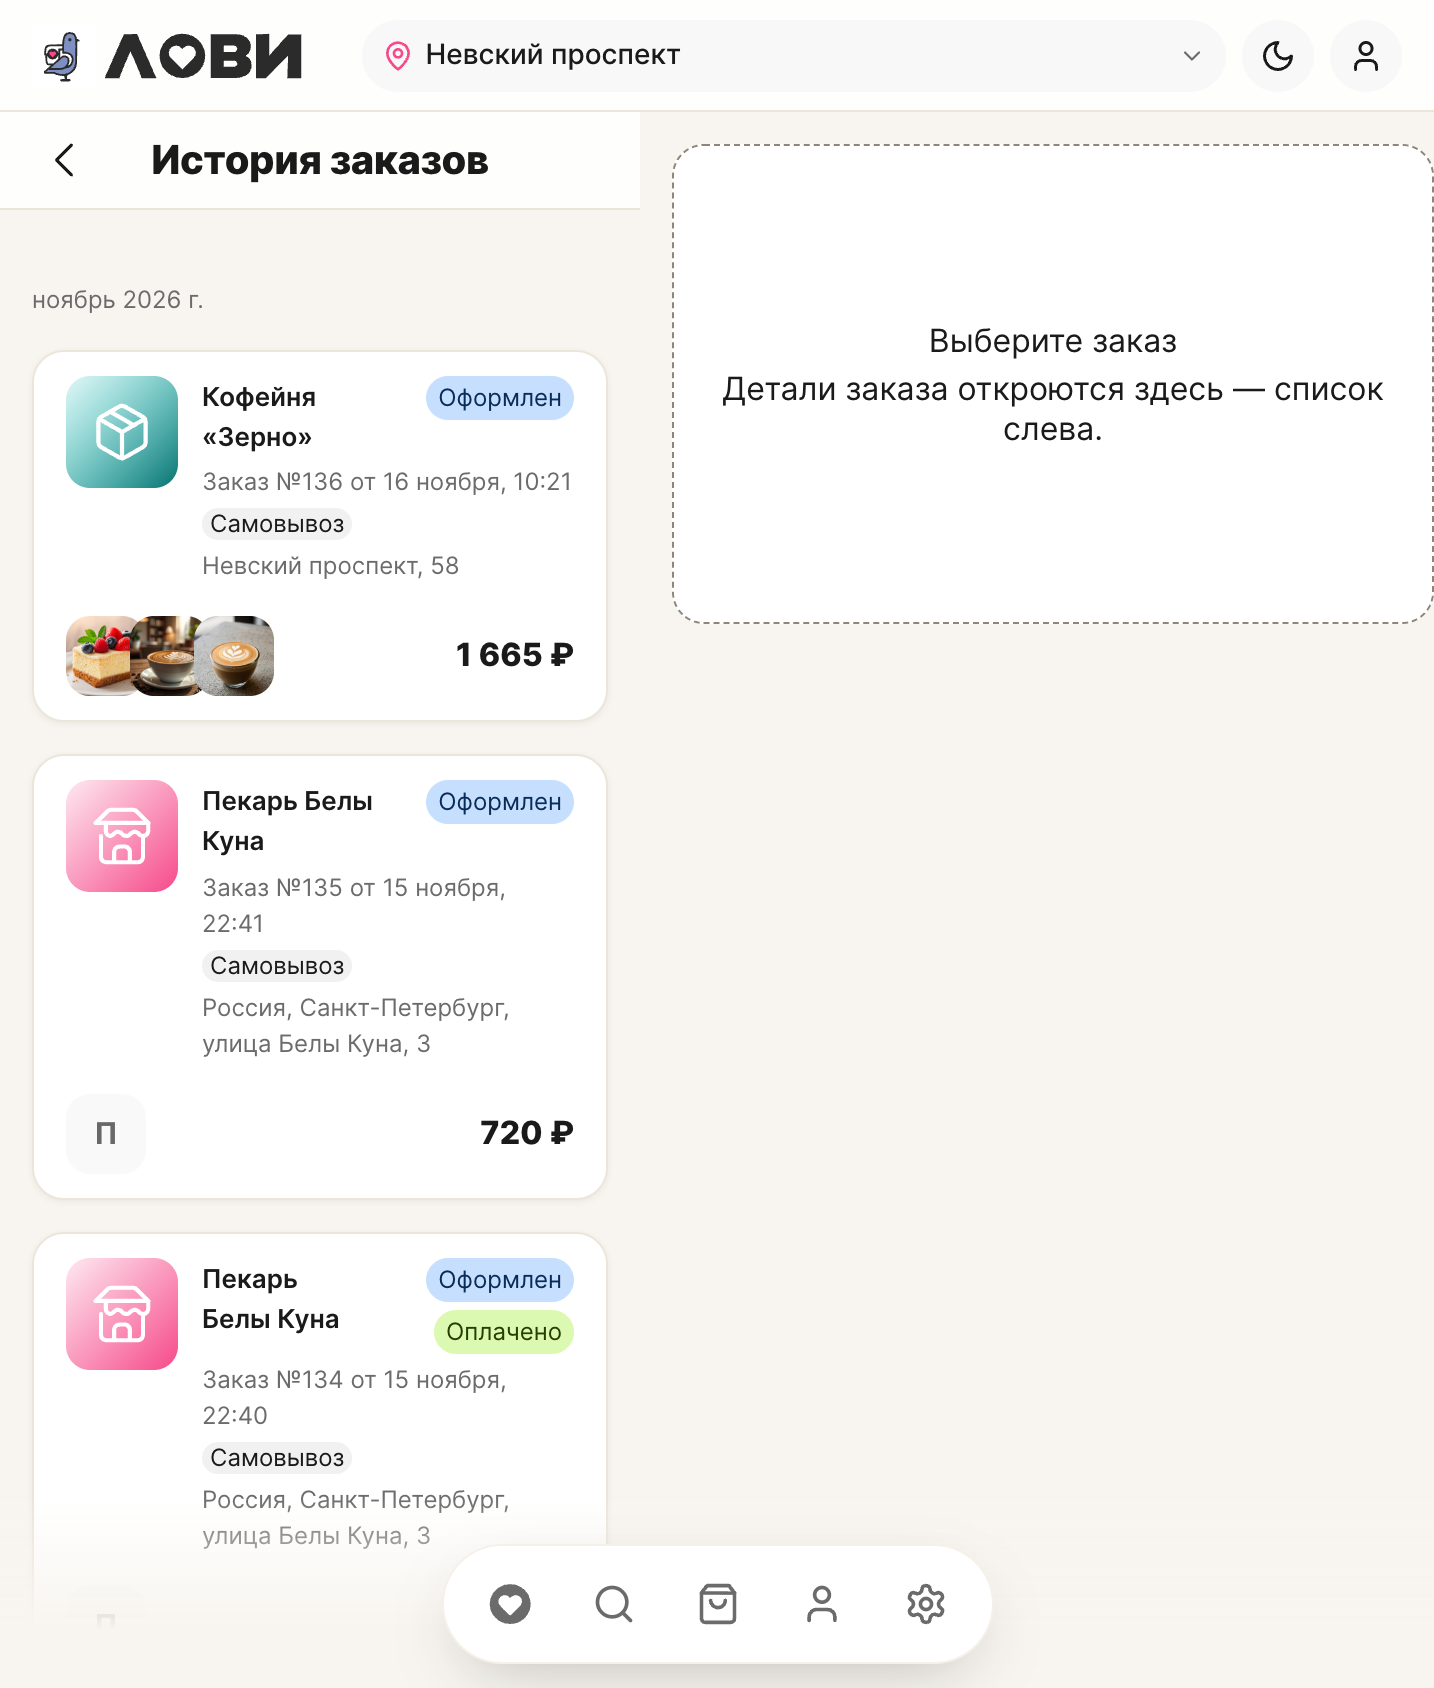 ЛОВИ
Невский проспект
История заказов
ноябрь 2026 г.
Кофейня
«Зерно»
Оформлен
Заказ №136 от 16 ноября, 10:21
Самовывоз
Невский проспект, 58
1 665 ₽
Пекарь Белы
Куна
Оформлен
Заказ №135 от 15 ноября,
22:41
Самовывоз
Россия, Санкт-Петербург,
улица Белы Куна, 3
П
720 ₽
Пекарь
Белы Куна
Оформлен
Оплачено
Заказ №134 от 15 ноября,
22:40
Самовывоз
Россия, Санкт-Петербург,
улица Белы Куна, 3
П
Выберите заказ
Детали заказа откроются здесь — список
слева.